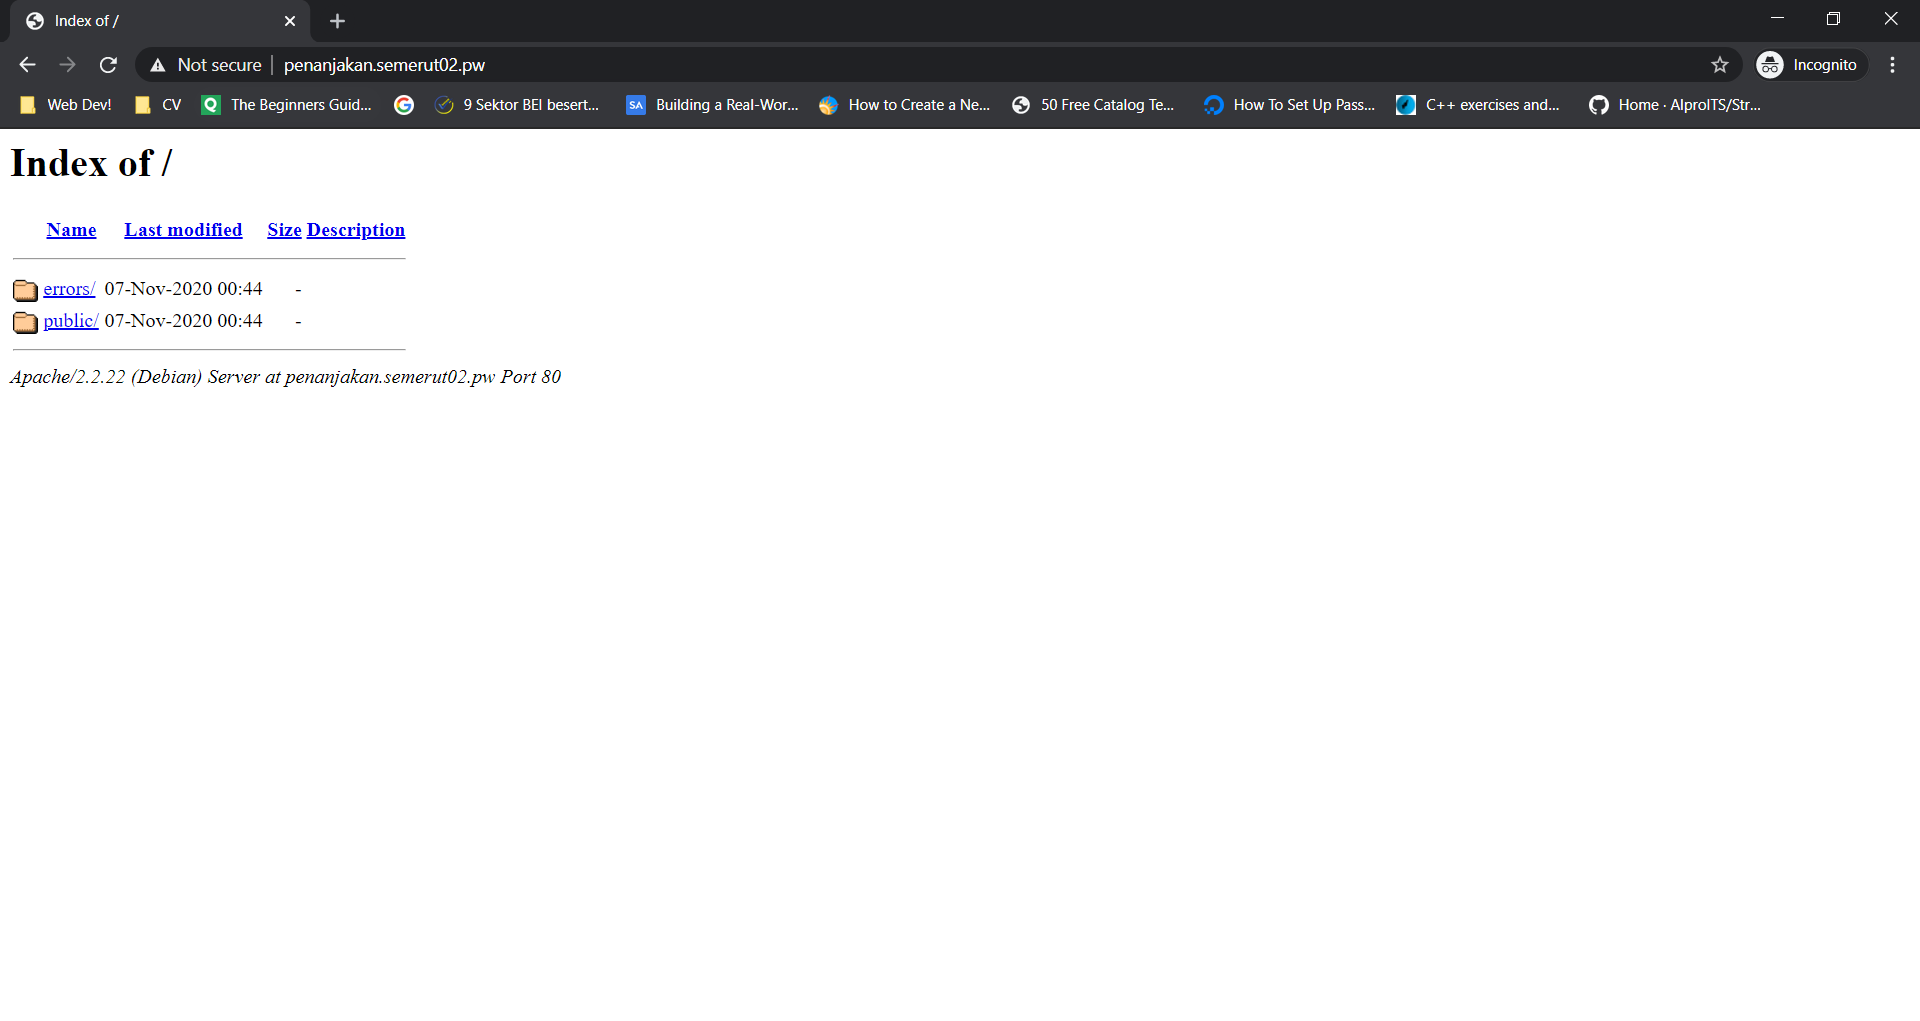 Index of /
Not secure | penanjakan.semerut02.pw
Incognito
Web Dev!
CV
The Beginners Guid...
9 Sektor BEI besert...
SA
Building a Real-Wor...
How to Create a Ne...
50 Free Catalog Te...
How To Set Up Pass...
C++ exercises and...
Home · AlproITS/Str...
Index of /
Name Last modified Size Description
errors/ 07-Nov-2020 00:44 -
public/ 07-Nov-2020 00:44 -
Apache/2.2.22 (Debian) Server at penanjakan.semerut02.pw Port 80